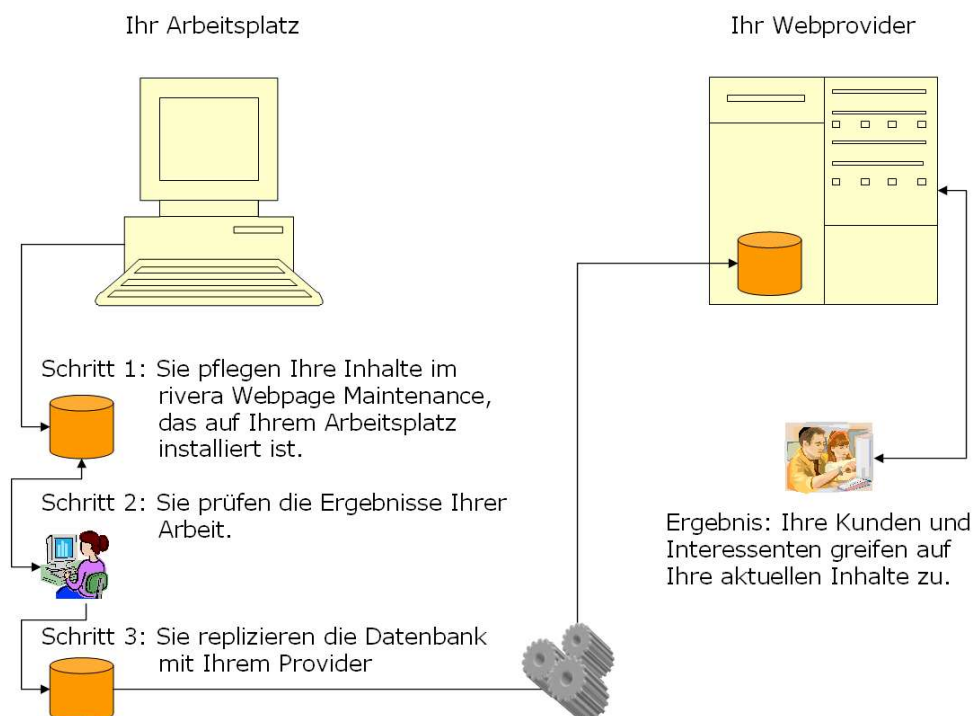 Ihr Arbeitsplatz
Ihr Webprovider
Schritt 1: Sie pflegen Ihre Inhalte im
rivera Webpage Maintenance,
das auf Ihrem Arbeitsplatz
installiert ist.
Schritt 2: Sie prüfen die Ergebnisse Ihrer
Arbeit.
Schritt 3: Sie replizieren die Datenbank
mit Ihrem Provider
Ergebnis: Ihre Kunden und
Interessenten greifen auf
Ihre aktuellen Inhalte zu.